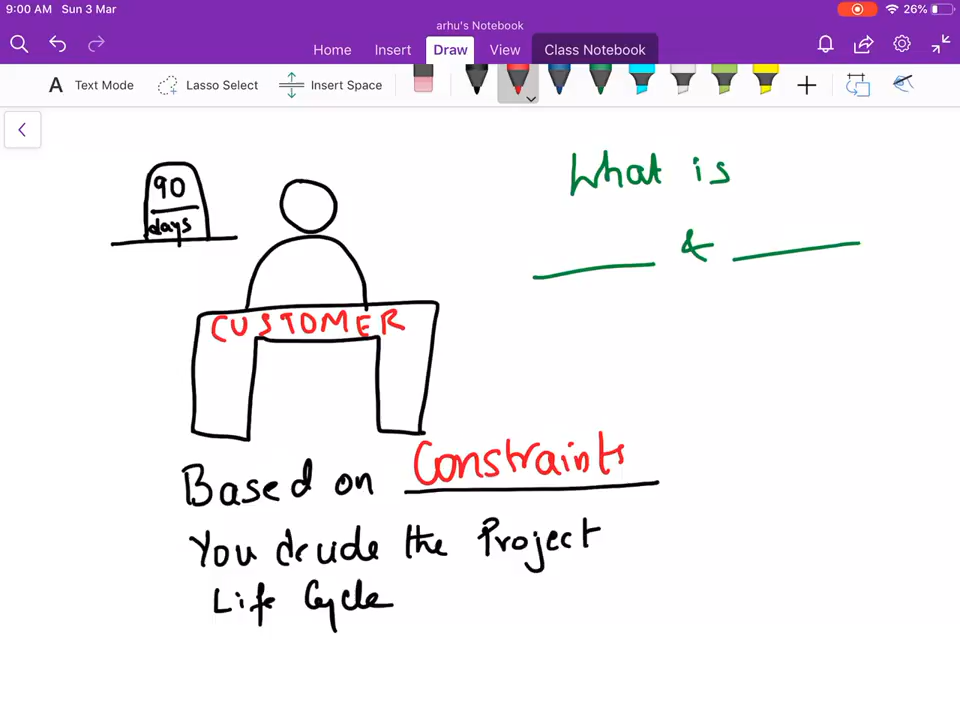 9:00 AM Sun 3 Mar
26%
arhu's Notebook
Home Insert Draw View Class Notebook
A Text Mode Lasso Select Insert Space
90
days
What is
&
CUSTOMER
Based on Constraints
You decide the Project
Life Cycle